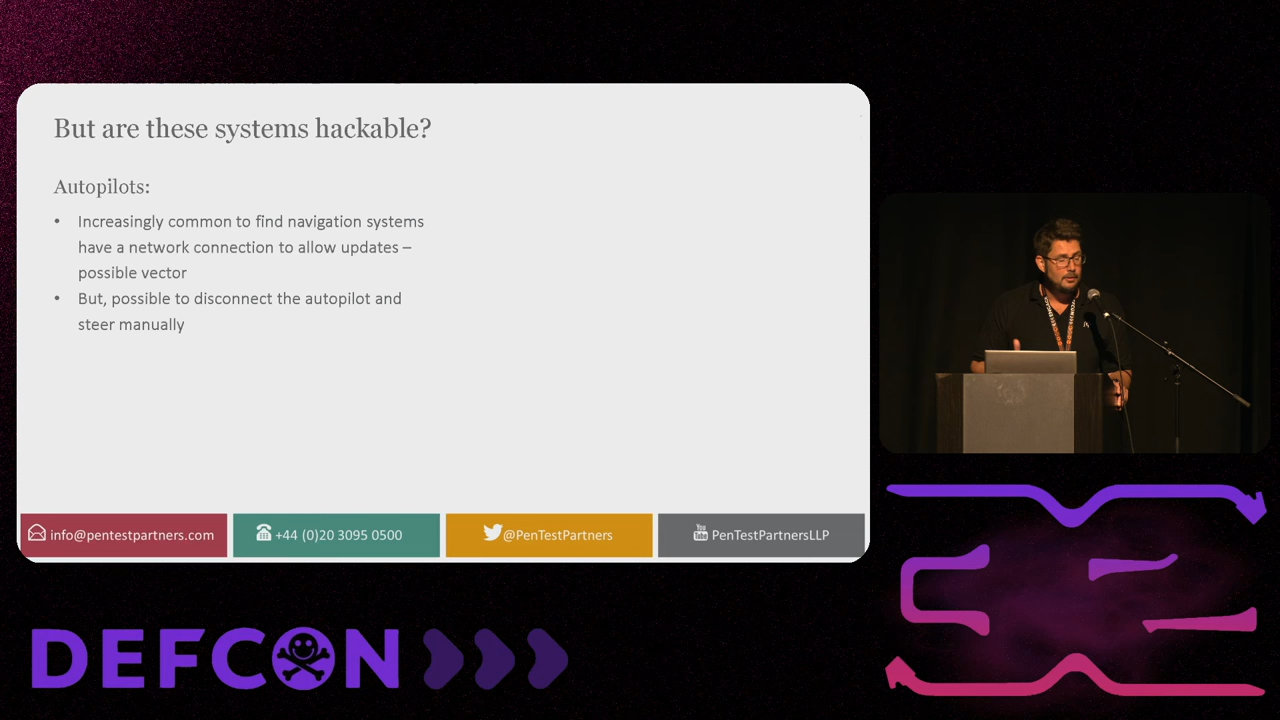 But are these systems hackable?
Autopilots:
• Increasingly common to find navigation systems
have a network connection to allow updates –
possible vector
• But, possible to disconnect the autopilot and
steer manually
info@pentestpartners.com
+44 (0)20 3095 0500
@PenTestPartners
You Tube PenTestPartnersLLP
DEFCON